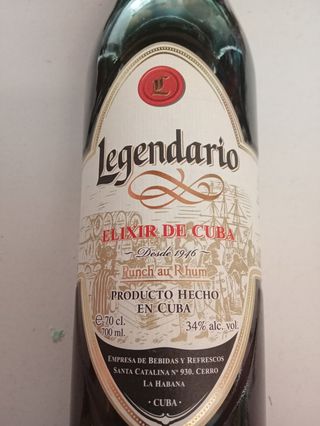 L
Legendario
ELIXIR DE CUBA
Desde 1946
Punch au Rhum
PRODUCTO HECHO
EN CUBA
e 70 cl.
700 ml.
34% alc. vol.
EMPRESA DE BEBIDAS Y REFRESCOS
SANTA CATALINA Nº 930. CERRO
LA HABANA
· CUBA ·